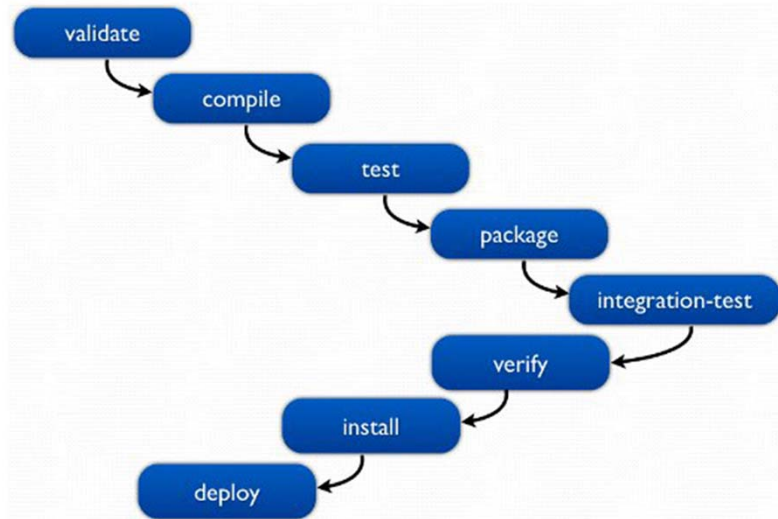 validate
compile
test
package
integration-test
verify
install
deploy